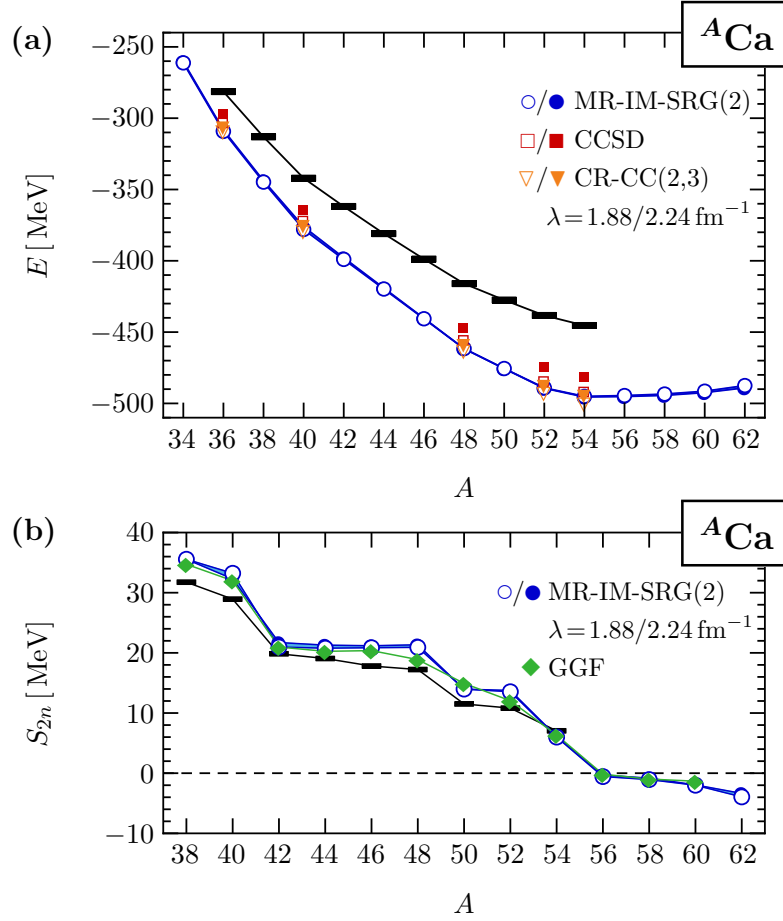 (a)
ᴬCa
−250
−300
−350
−400
−450
−500
E [MeV]
○/● MR-IM-SRG(2)
□/■ CCSD
▽/▼ CR-CC(2,3)
λ=1.88/2.24 fm⁻¹
34 36 38 40 42 44 46 48 50 52 54 56 58 60 62
A
(b)
ᴬCa
40
30
20
10
0
−10
S₂ₙ [MeV]
○/● MR-IM-SRG(2)
λ=1.88/2.24 fm⁻¹
◆ GGF
38 40 42 44 46 48 50 52 54 56 58 60 62
A